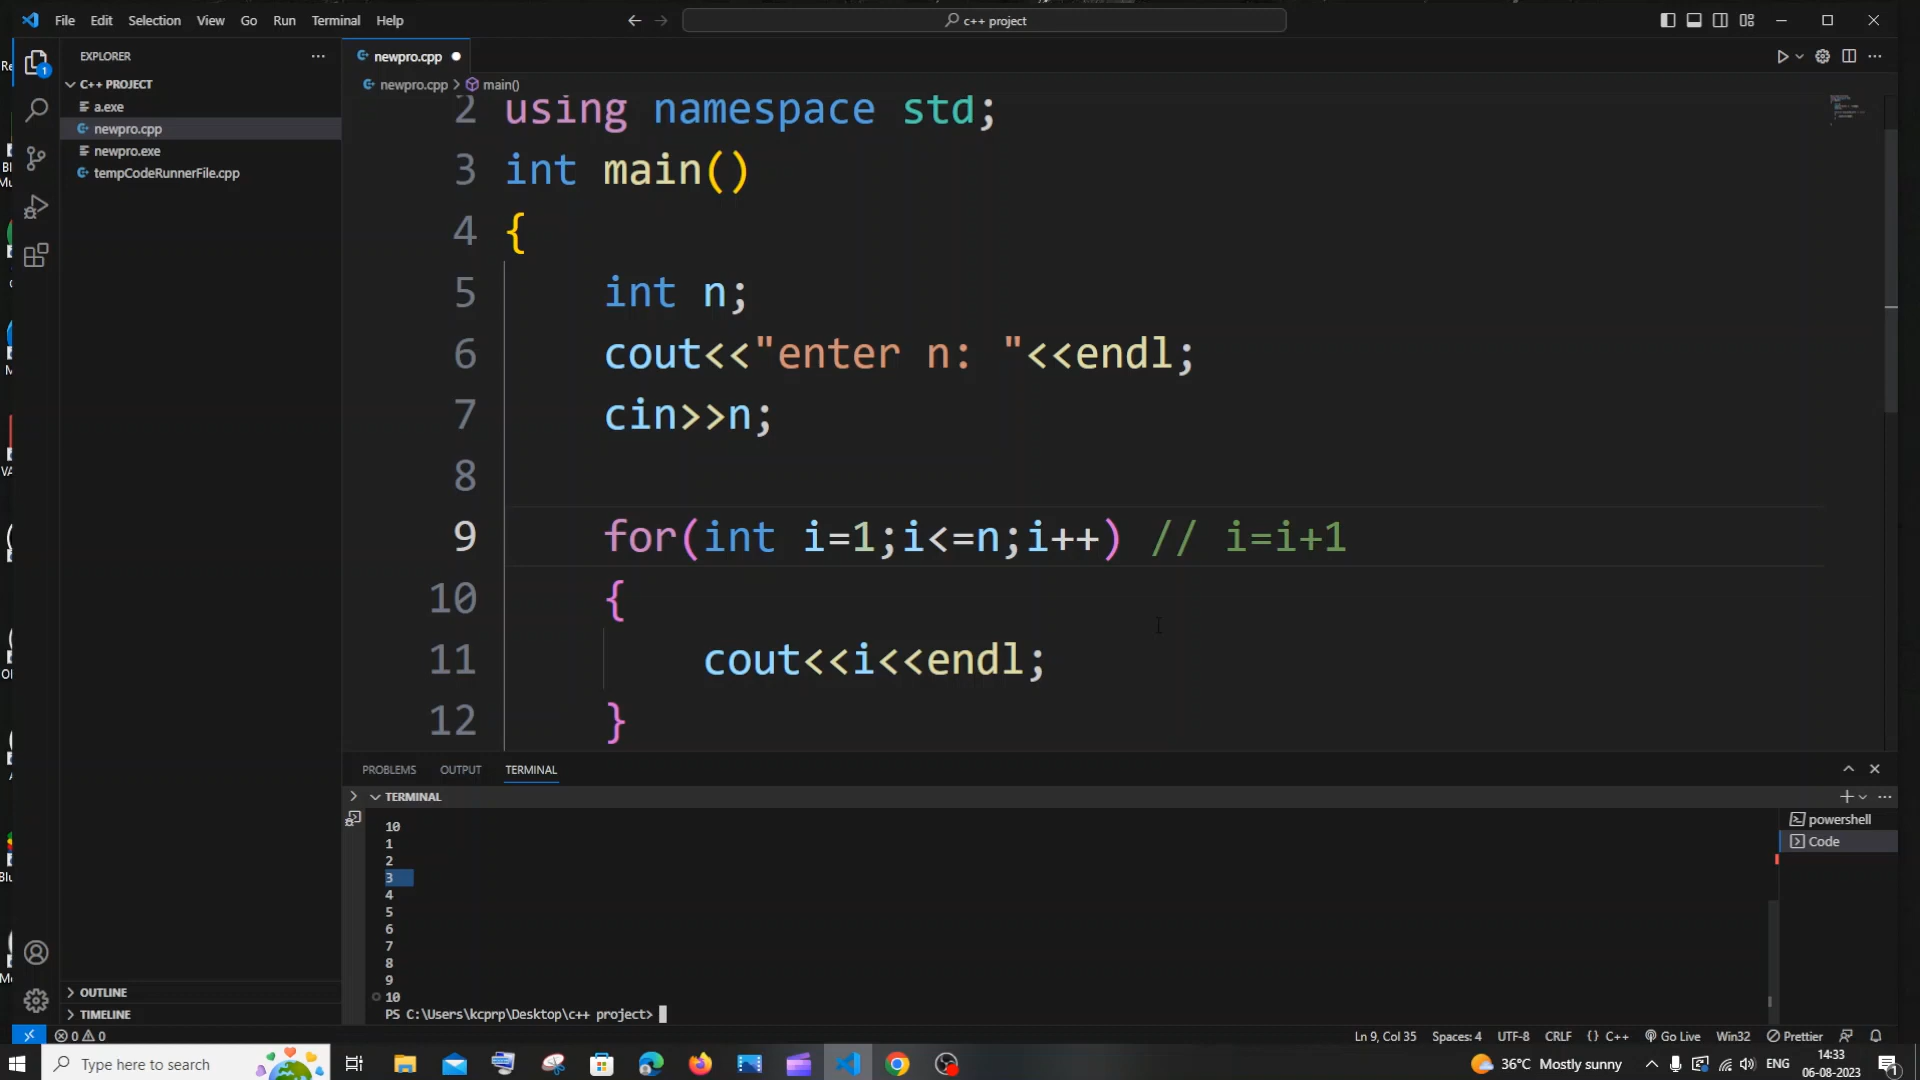 File Edit Selection View Go Run Terminal Help
c++ project
EXPLORER
C++ PROJECT
a.exe
newpro.cpp
newpro.exe
tempCodeRunnerFile.cpp
OUTLINE
TIMELINE
newpro.cpp
newpro.cpp > main()
2 using namespace std;
3 int main()
4 {
5 int n;
6 cout<<"enter n: "<<endl;
7 cin>>n;
8
9 for(int i=1;i<=n;i++) // i=i+1
10 {
11 cout<<i<<endl;
12 }
PROBLEMS OUTPUT TERMINAL
TERMINAL
10
1
2
3
4
5
6
7
8
9
10
PS C:\Users\kcprp\Desktop\c++ project>
powershell
Code
0 0
Ln 9, Col 35 Spaces: 4 UTF-8 CRLF {} C++ Go Live Win32 Prettier
Type here to search
36°C Mostly sunny ENG 14:33
06-08-2023